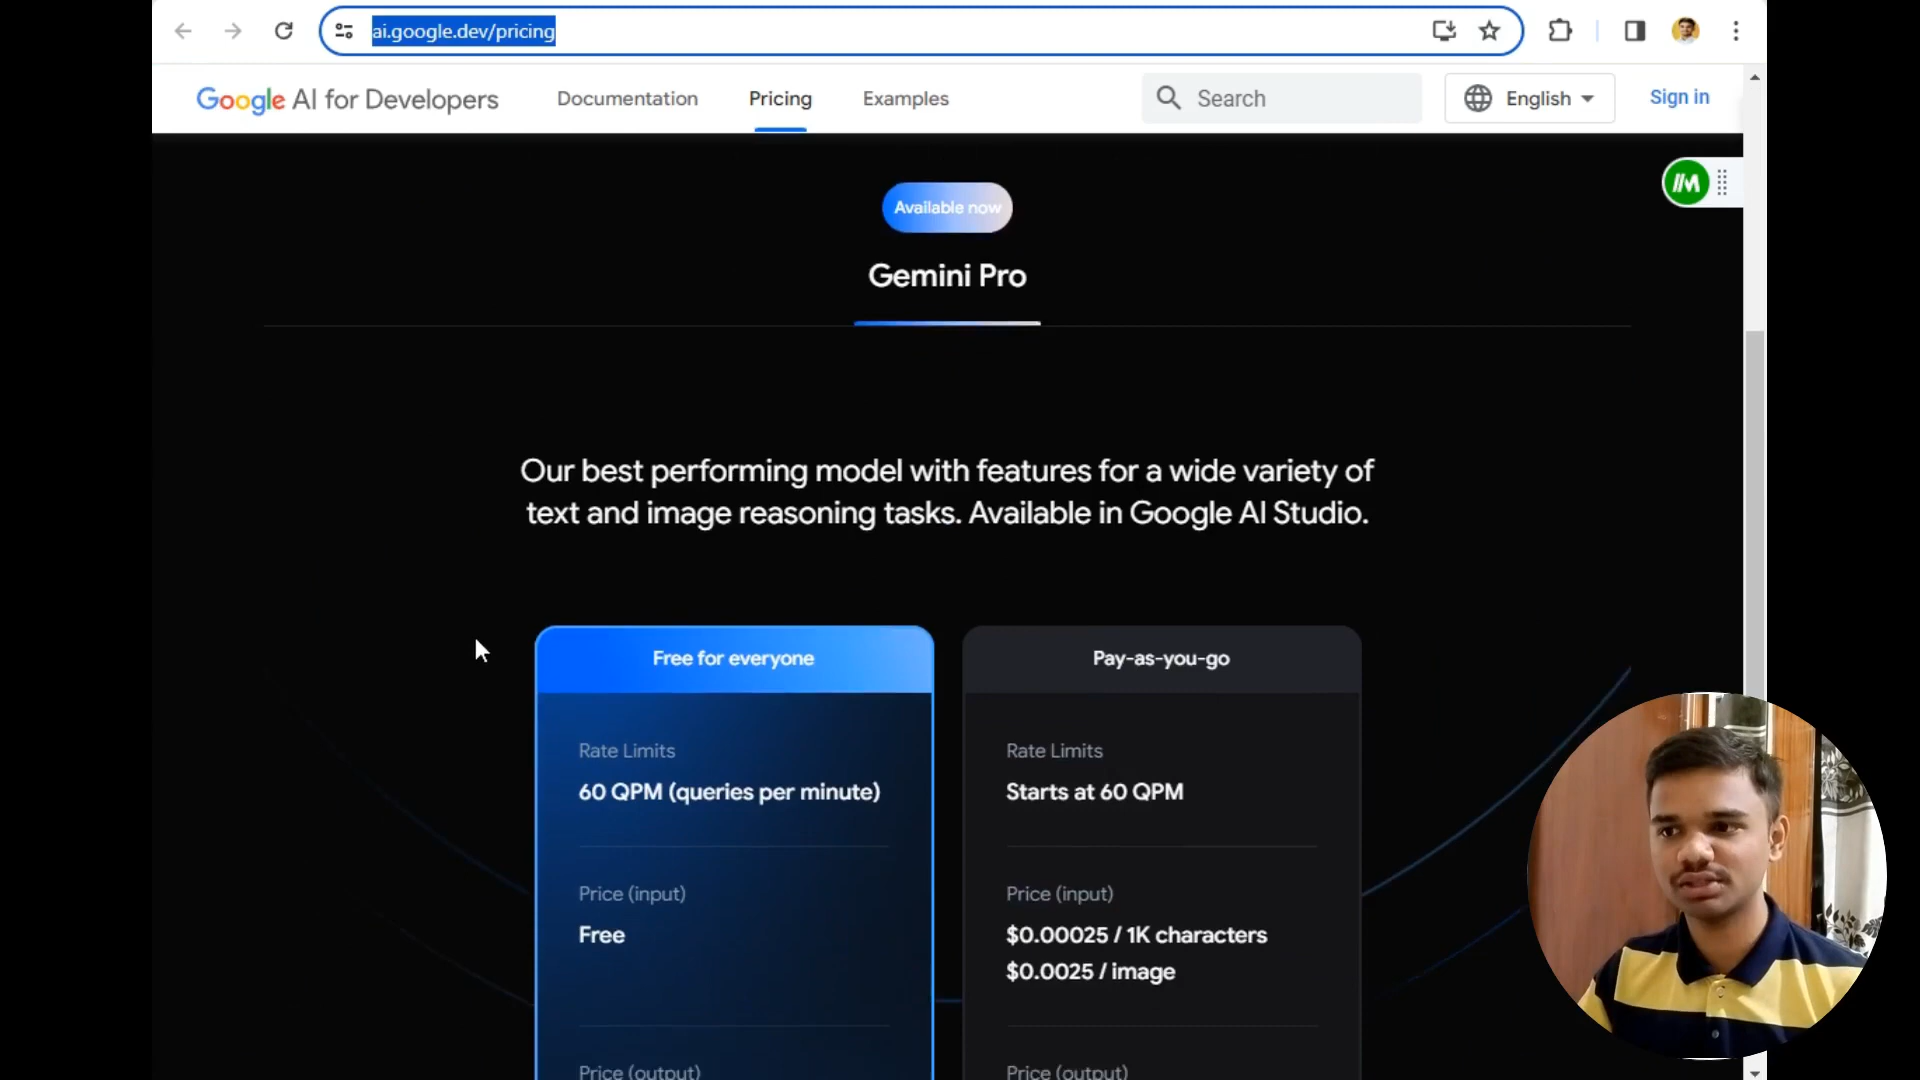 ai.google.dev/pricing
Google AI for Developers
Documentation
Pricing
Examples
Search
English
Sign in
Available now
Gemini Pro
Our best performing model with features for a wide variety of
text and image reasoning tasks. Available in Google AI Studio.
Free for everyone
Rate Limits
60 QPM (queries per minute)
Price (input)
Free
Price (output)
Pay-as-you-go
Rate Limits
Starts at 60 QPM
Price (input)
$0.00025 / 1K characters
$0.0025 / image
Price (output)